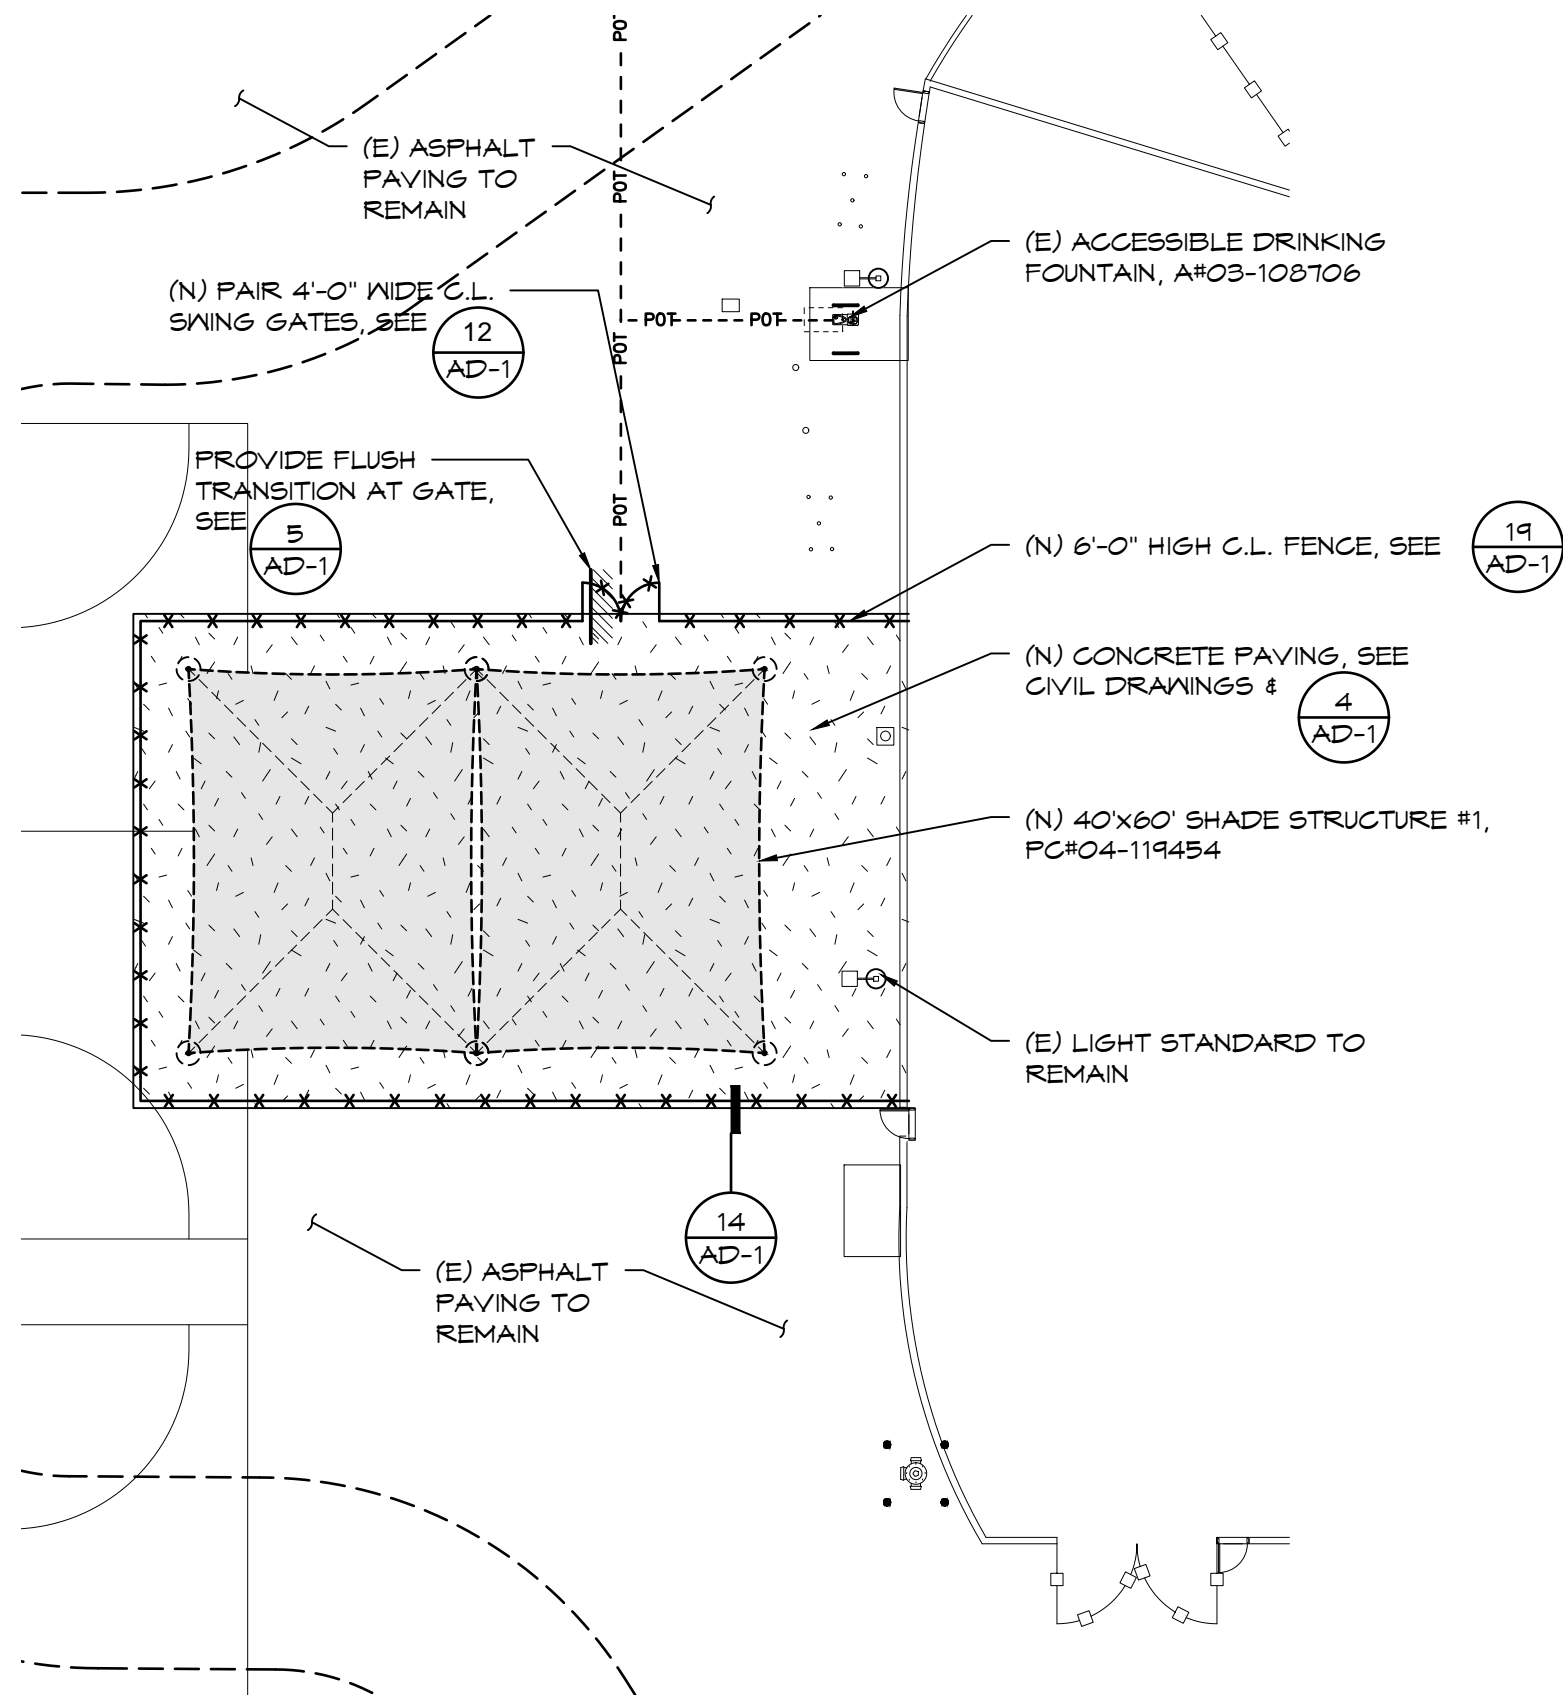 POT
(E) ASPHALT
PAVING TO
REMAIN
POT
(E) ACCESSIBLE DRINKING
FOUNTAIN, A#03-108706
(N) PAIR 4'-0" WIDE C.L.
SWING GATES, SEE
12
AD-1
POT
POT
POT
PROVIDE FLUSH
TRANSITION AT GATE,
SEE
5
AD-1
POT
(N) 6'-0" HIGH C.L. FENCE, SEE
19
AD-1
(N) CONCRETE PAVING, SEE
CIVIL DRAWINGS &
4
AD-1
(N) 40'x60' SHADE STRUCTURE #1,
PC#04-119454
(E) LIGHT STANDARD TO
REMAIN
14
AD-1
(E) ASPHALT
PAVING TO
REMAIN